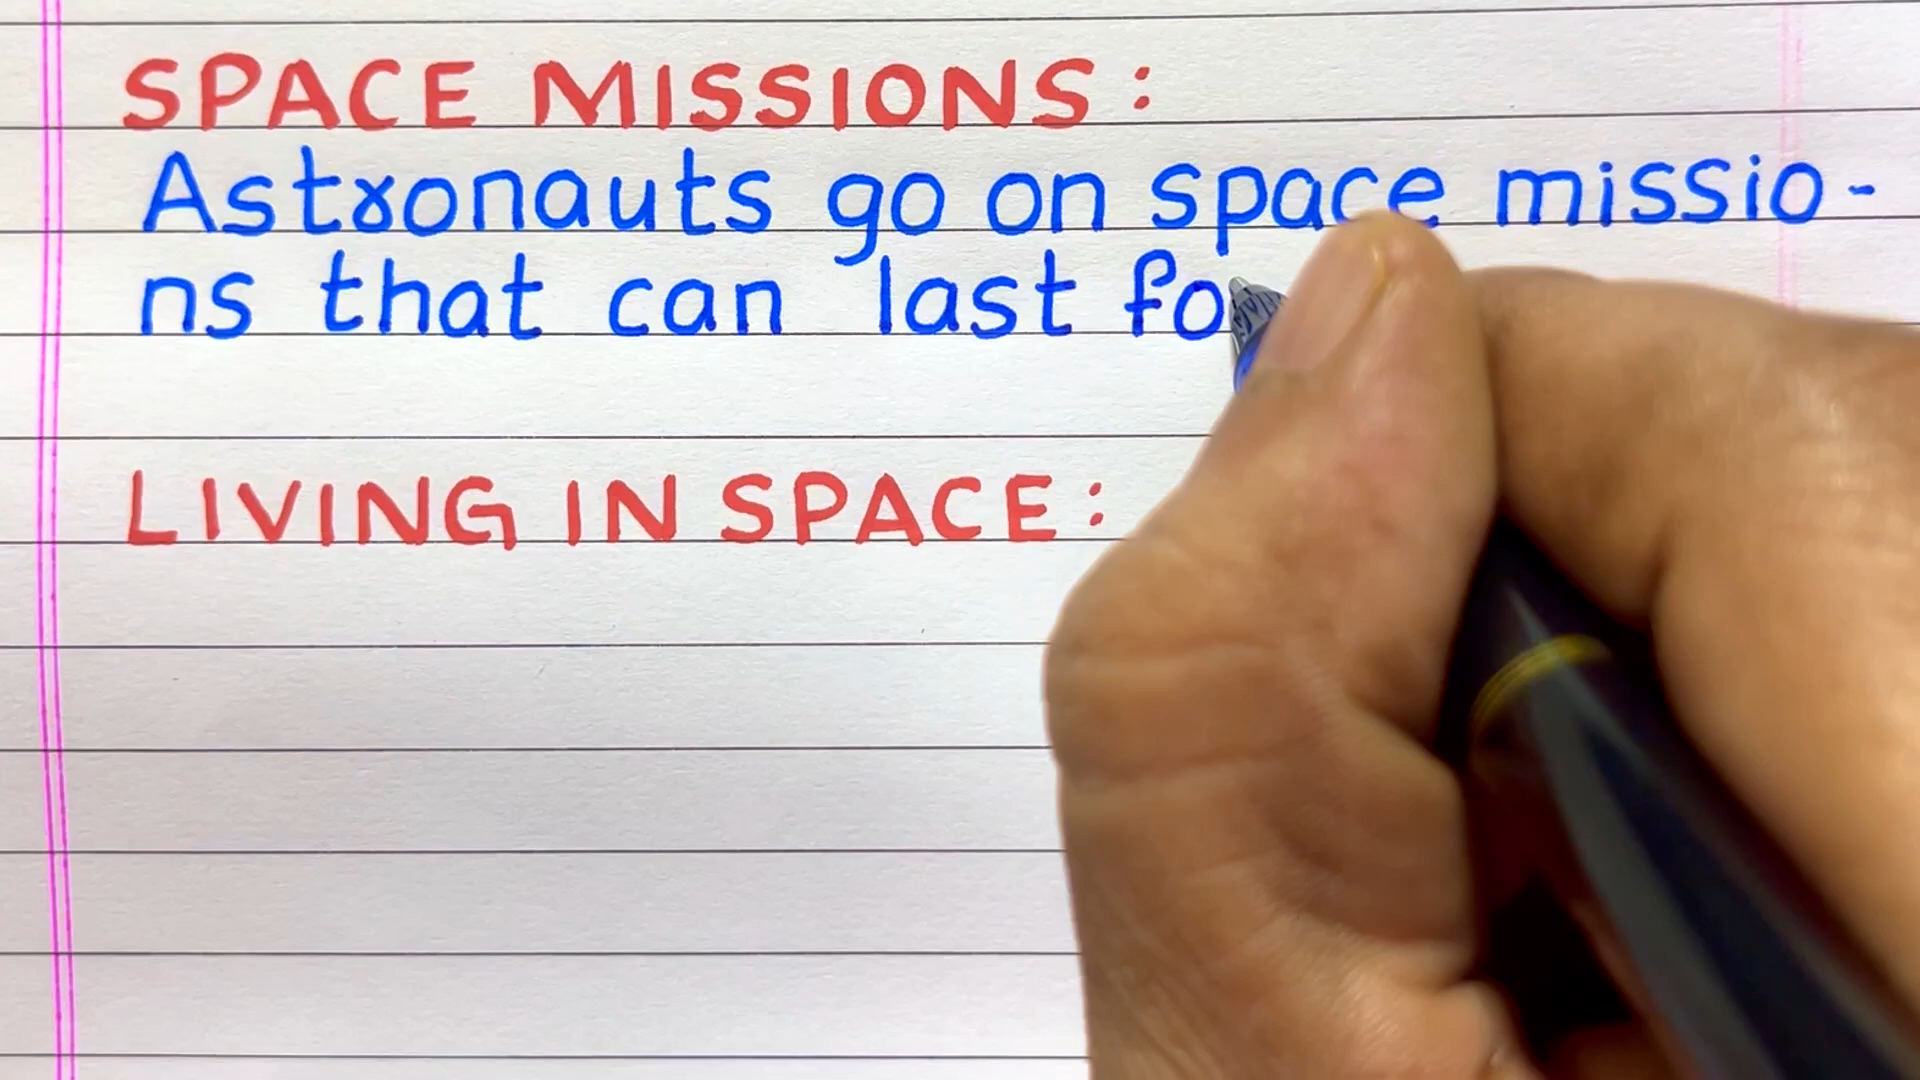 SPACE MISSIONS:
Astronauts go on space missio-
ns that can last fo
LIVING IN SPACE: